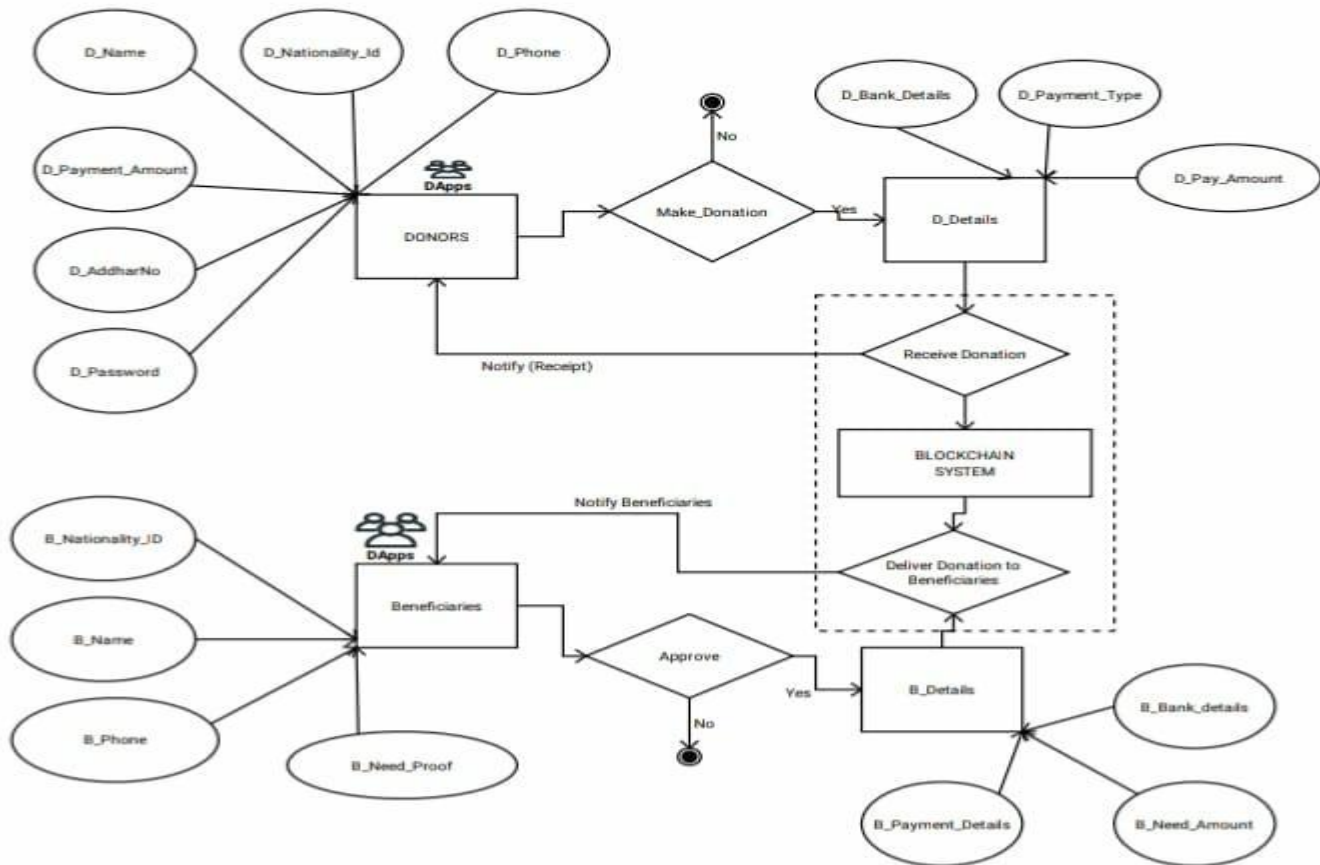 D_Name
D_Nationality_Id
D_Phone
D_Bank_Details
D_Payment_Type
No
D_Payment_Amount
DApps
D_Pay_Amount
Make_Donation
Yes
D_Details
DONORS
D_AddharNo
Receive Donation
Notify (Receipt)
D_Password
BLOCKCHAIN
SYSTEM
Notify Beneficiaries
B_Nationality_ID
DApps
Deliver Donation to
Beneficiaries
Beneficiaries
B_Name
Approve
Yes
B_Details
B_Bank_details
No
B_Phone
B_Need_Proof
B_Payment_Details
B_Need_Amount